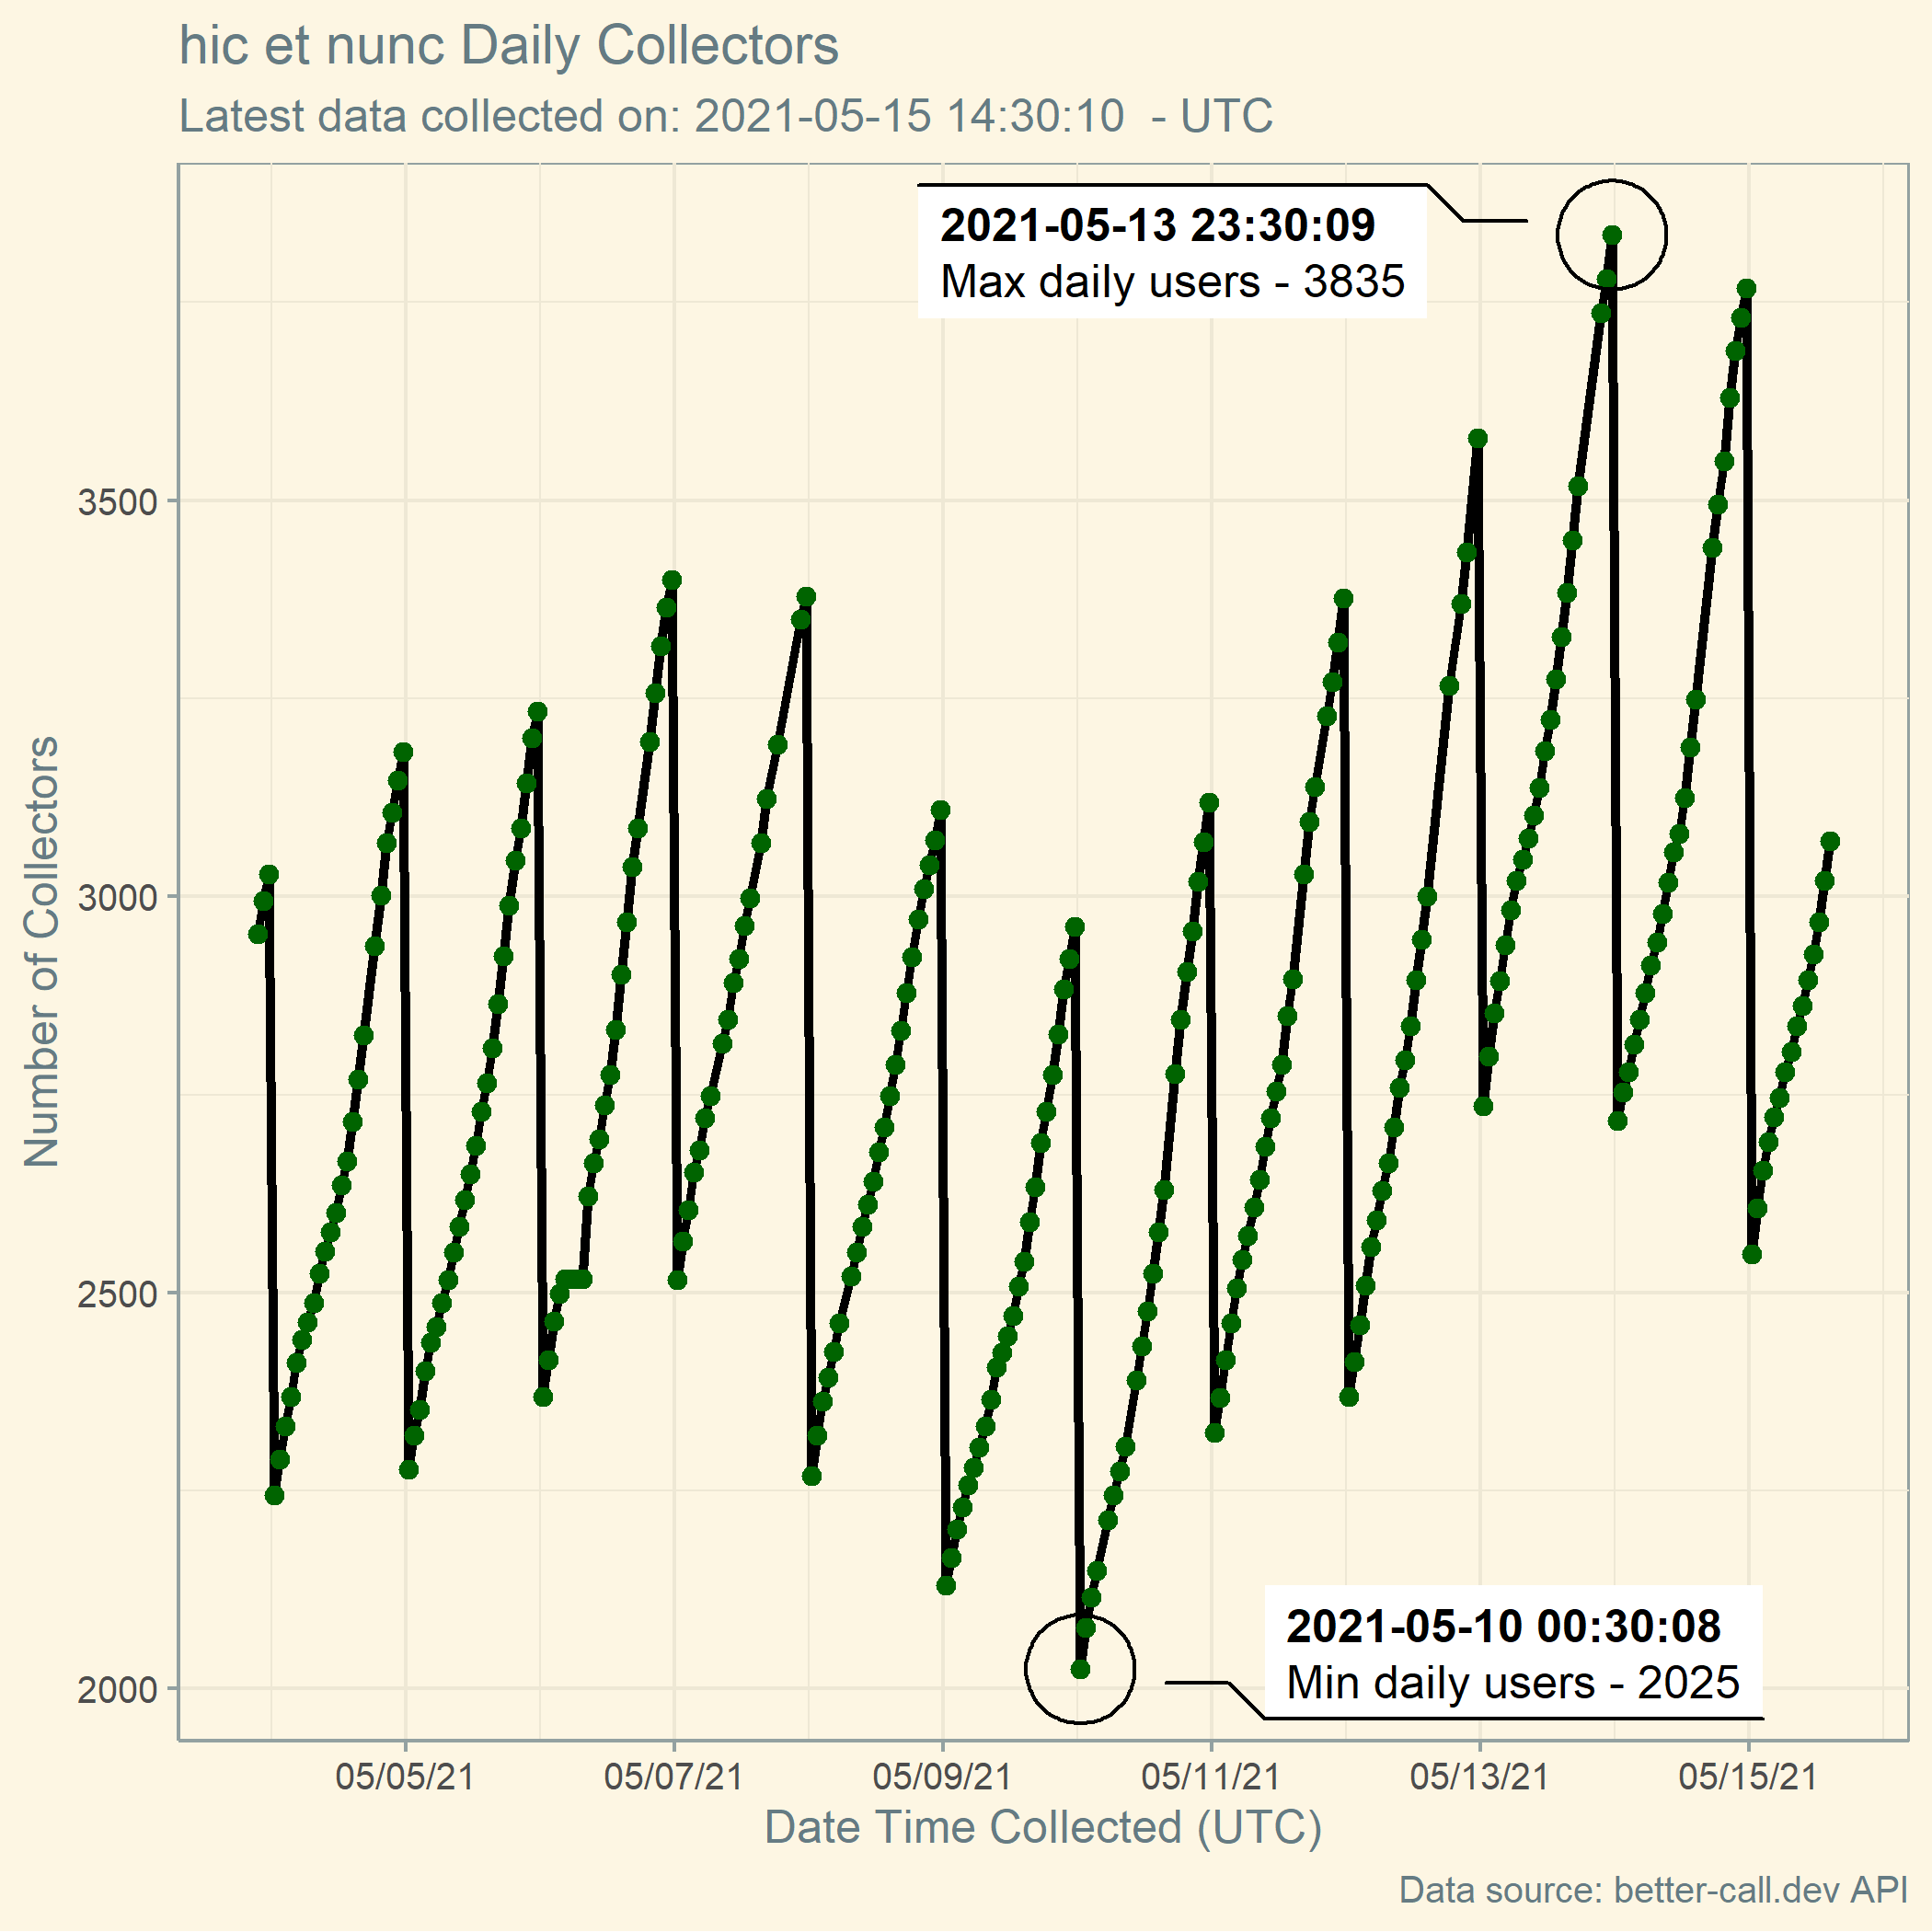 hic et nunc Daily Collectors
Latest data collected on: 2021-05-15 14:30:10  - UTC
2021-05-13 23:30:09
Max daily users - 3835
3500
3000
2500
2000
Number of Collectors
2021-05-10 00:30:08
Min daily users - 2025
05/05/21
05/07/21
05/09/21
05/11/21
05/13/21
05/15/21
Date Time Collected (UTC)
Data source: better-call.dev API